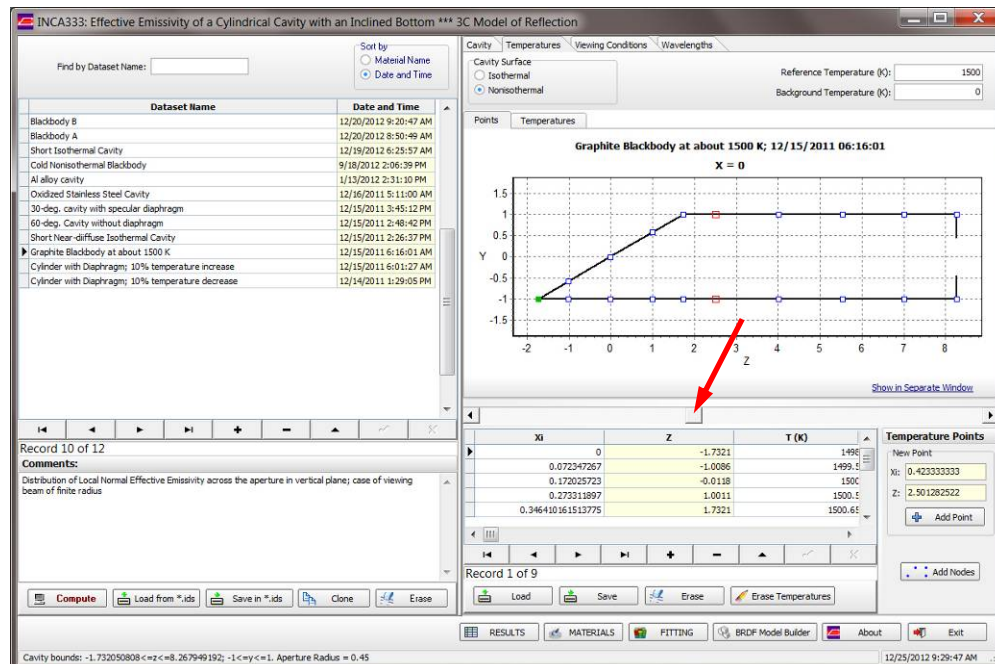 INCA333: Effective Emissivity of a Cylindrical Cavity with an Inclined Bottom *** 3C Model of Reflection
Find by Dataset Name:
Sort by
Material Name
Date and Time
Dataset Name Date and Time
Blackbody B 12/20/2012 9:20:47 AM
Blackbody A 12/20/2012 8:50:49 AM
Short Isothermal Cavity 12/19/2012 6:25:57 AM
Cold Nonisothermal Blackbody 9/18/2012 2:06:39 PM
Al alloy cavity 1/13/2012 2:31:10 PM
Oxidized Stainless Steel Cavity 12/16/2011 5:11:00 AM
30-deg. cavity with specular diaphragm 12/15/2011 3:45:12 PM
60-deg. Cavity without diaphragm 12/15/2011 2:48:42 PM
Short Near-diiffuse Isothermal Cavity 12/15/2011 2:26:37 PM
Graphite Blackbody at about 1500 K 12/15/2011 6:16:01 AM
Cylinder with Diaphragm; 10% temperature increase 12/15/2011 6:01:27 AM
Cylinder with Diaphragm; 10% temperature decrease 12/14/2011 1:29:05 PM
Record 10 of 12
Comments:
Distribution of Local Normal Effective Emissivity across the aperture in vertical plane; case of viewing
beam of finite radius
Compute Load from *.ids Save in *.ids Clone Erase
Cavity Temperatures Viewing Conditions Wavelengths
Cavity Surface
Isothermal
Nonisothermal
Reference Temperature (K): 1500
Background Temperature (K): 0
Points Temperatures
Graphite Blackbody at about 1500 K; 12/15/2011 06:16:01
X = 0
1.5
1
0.5
Y 0
-0.5
-1
-1.5
-2 -1 0 1 2 3 4 5 6 7 8
Z
Show in Separate Window
Xi Z T (K)
0 -1.7321 1498
0.072347267 -1.0086 1499.5
0.172025723 -0.0118 1500
0.273311897 1.0011 1500.5
0.346410161513775 1.7321 1500.65
Record 1 of 9
Load Save Erase Erase Temperatures
Temperature Points
New Point
Xi: 0.423333333
Z: 2.501282522
Add Point
Add Nodes
RESULTS MATERIALS FITTING BRDF Model Builder About Exit
Cavity bounds: -1.732050808<=z<=8.267949192; -1<=y<=1. Aperture Radius = 0.45
12/25/2012 9:29:47 AM